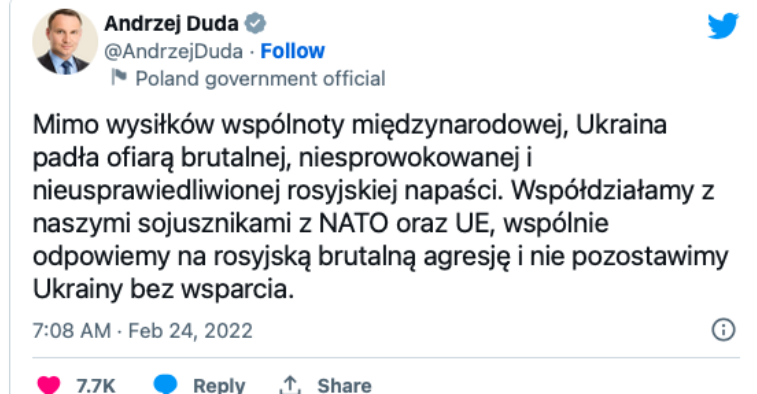 Andrzej Duda
@AndrzejDuda · Follow
Poland government official
Mimo wysiłków wspólnoty międzynarodowej, Ukraina
padła ofiarą brutalnej, niesprowokowanej i
nieusprawiedliwionej rosyjskiej napaści. Współdziałamy z
naszymi sojusznikami z NATO oraz UE, wspólnie
odpowiemy na rosyjską brutalną agresję i nie pozostawimy
Ukrainy bez wsparcia.
7:08 AM · Feb 24, 2022
7.7K Reply Share